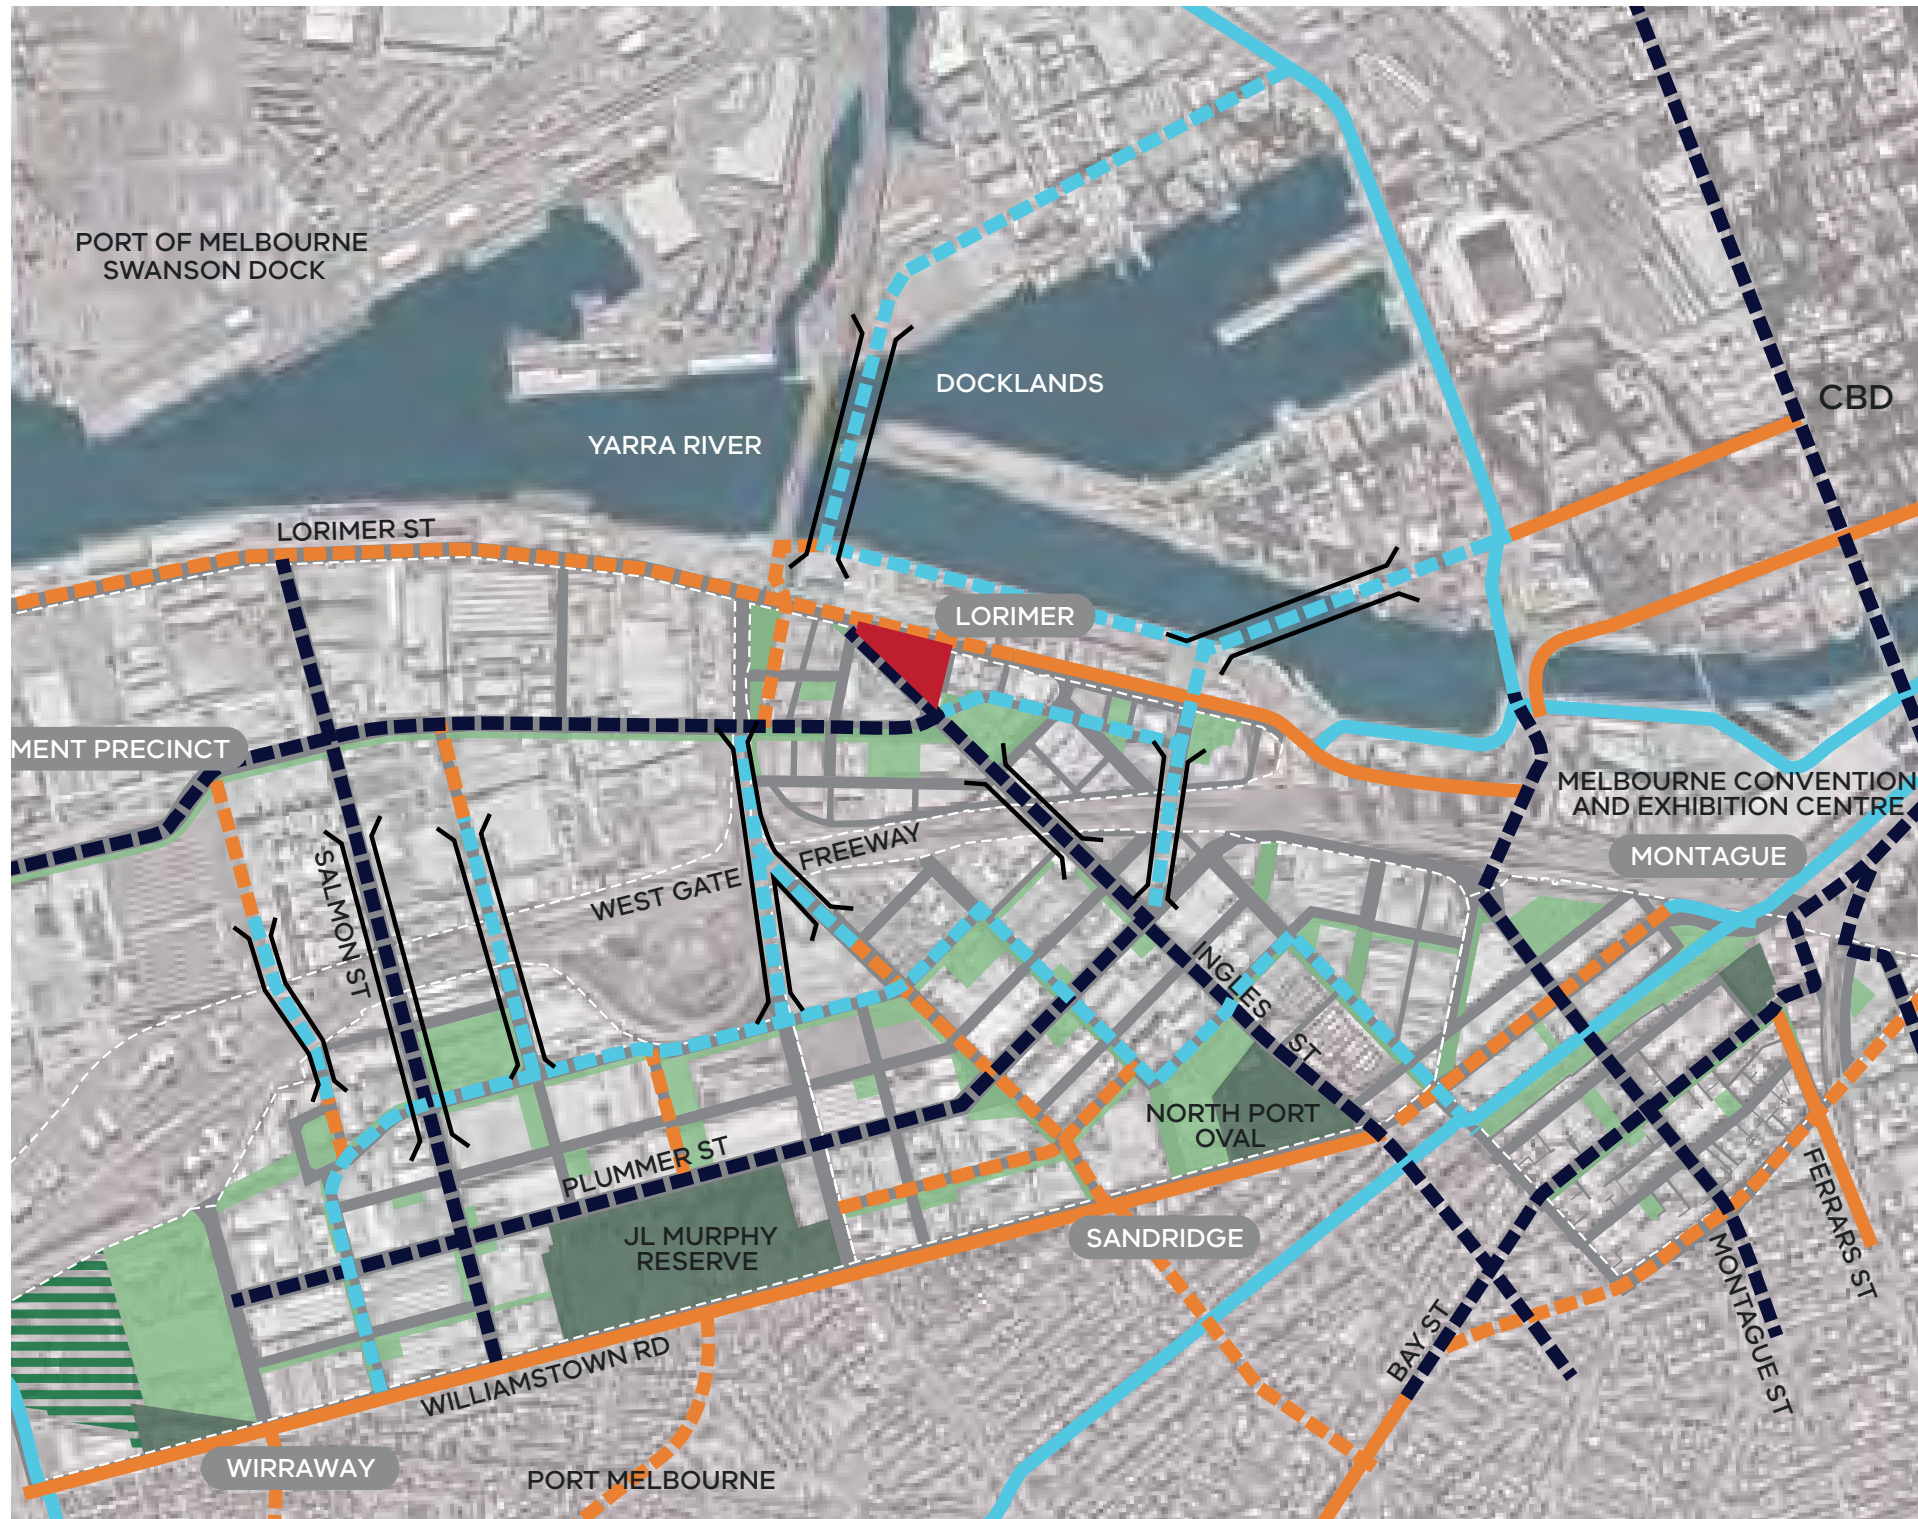 PORT OF MELBOURNE
SWANSON DOCK
DOCKLANDS
CBD
YARRA RIVER
LORIMER ST
LORIMER
MENT PRECINCT
MELBOURNE CONVENTION
AND EXHIBITION CENTRE
MONTAGUE
FREEWAY
WEST GATE
SALMON ST
INGLES ST
NORTH PORT
OVAL
PLUMMER ST
JL MURPHY
RESERVE
SANDRIDGE
FERRARS ST
MONTAGUE ST
BAY ST
WILLIAMSTOWN RD
WIRRAWAY
PORT MELBOURNE